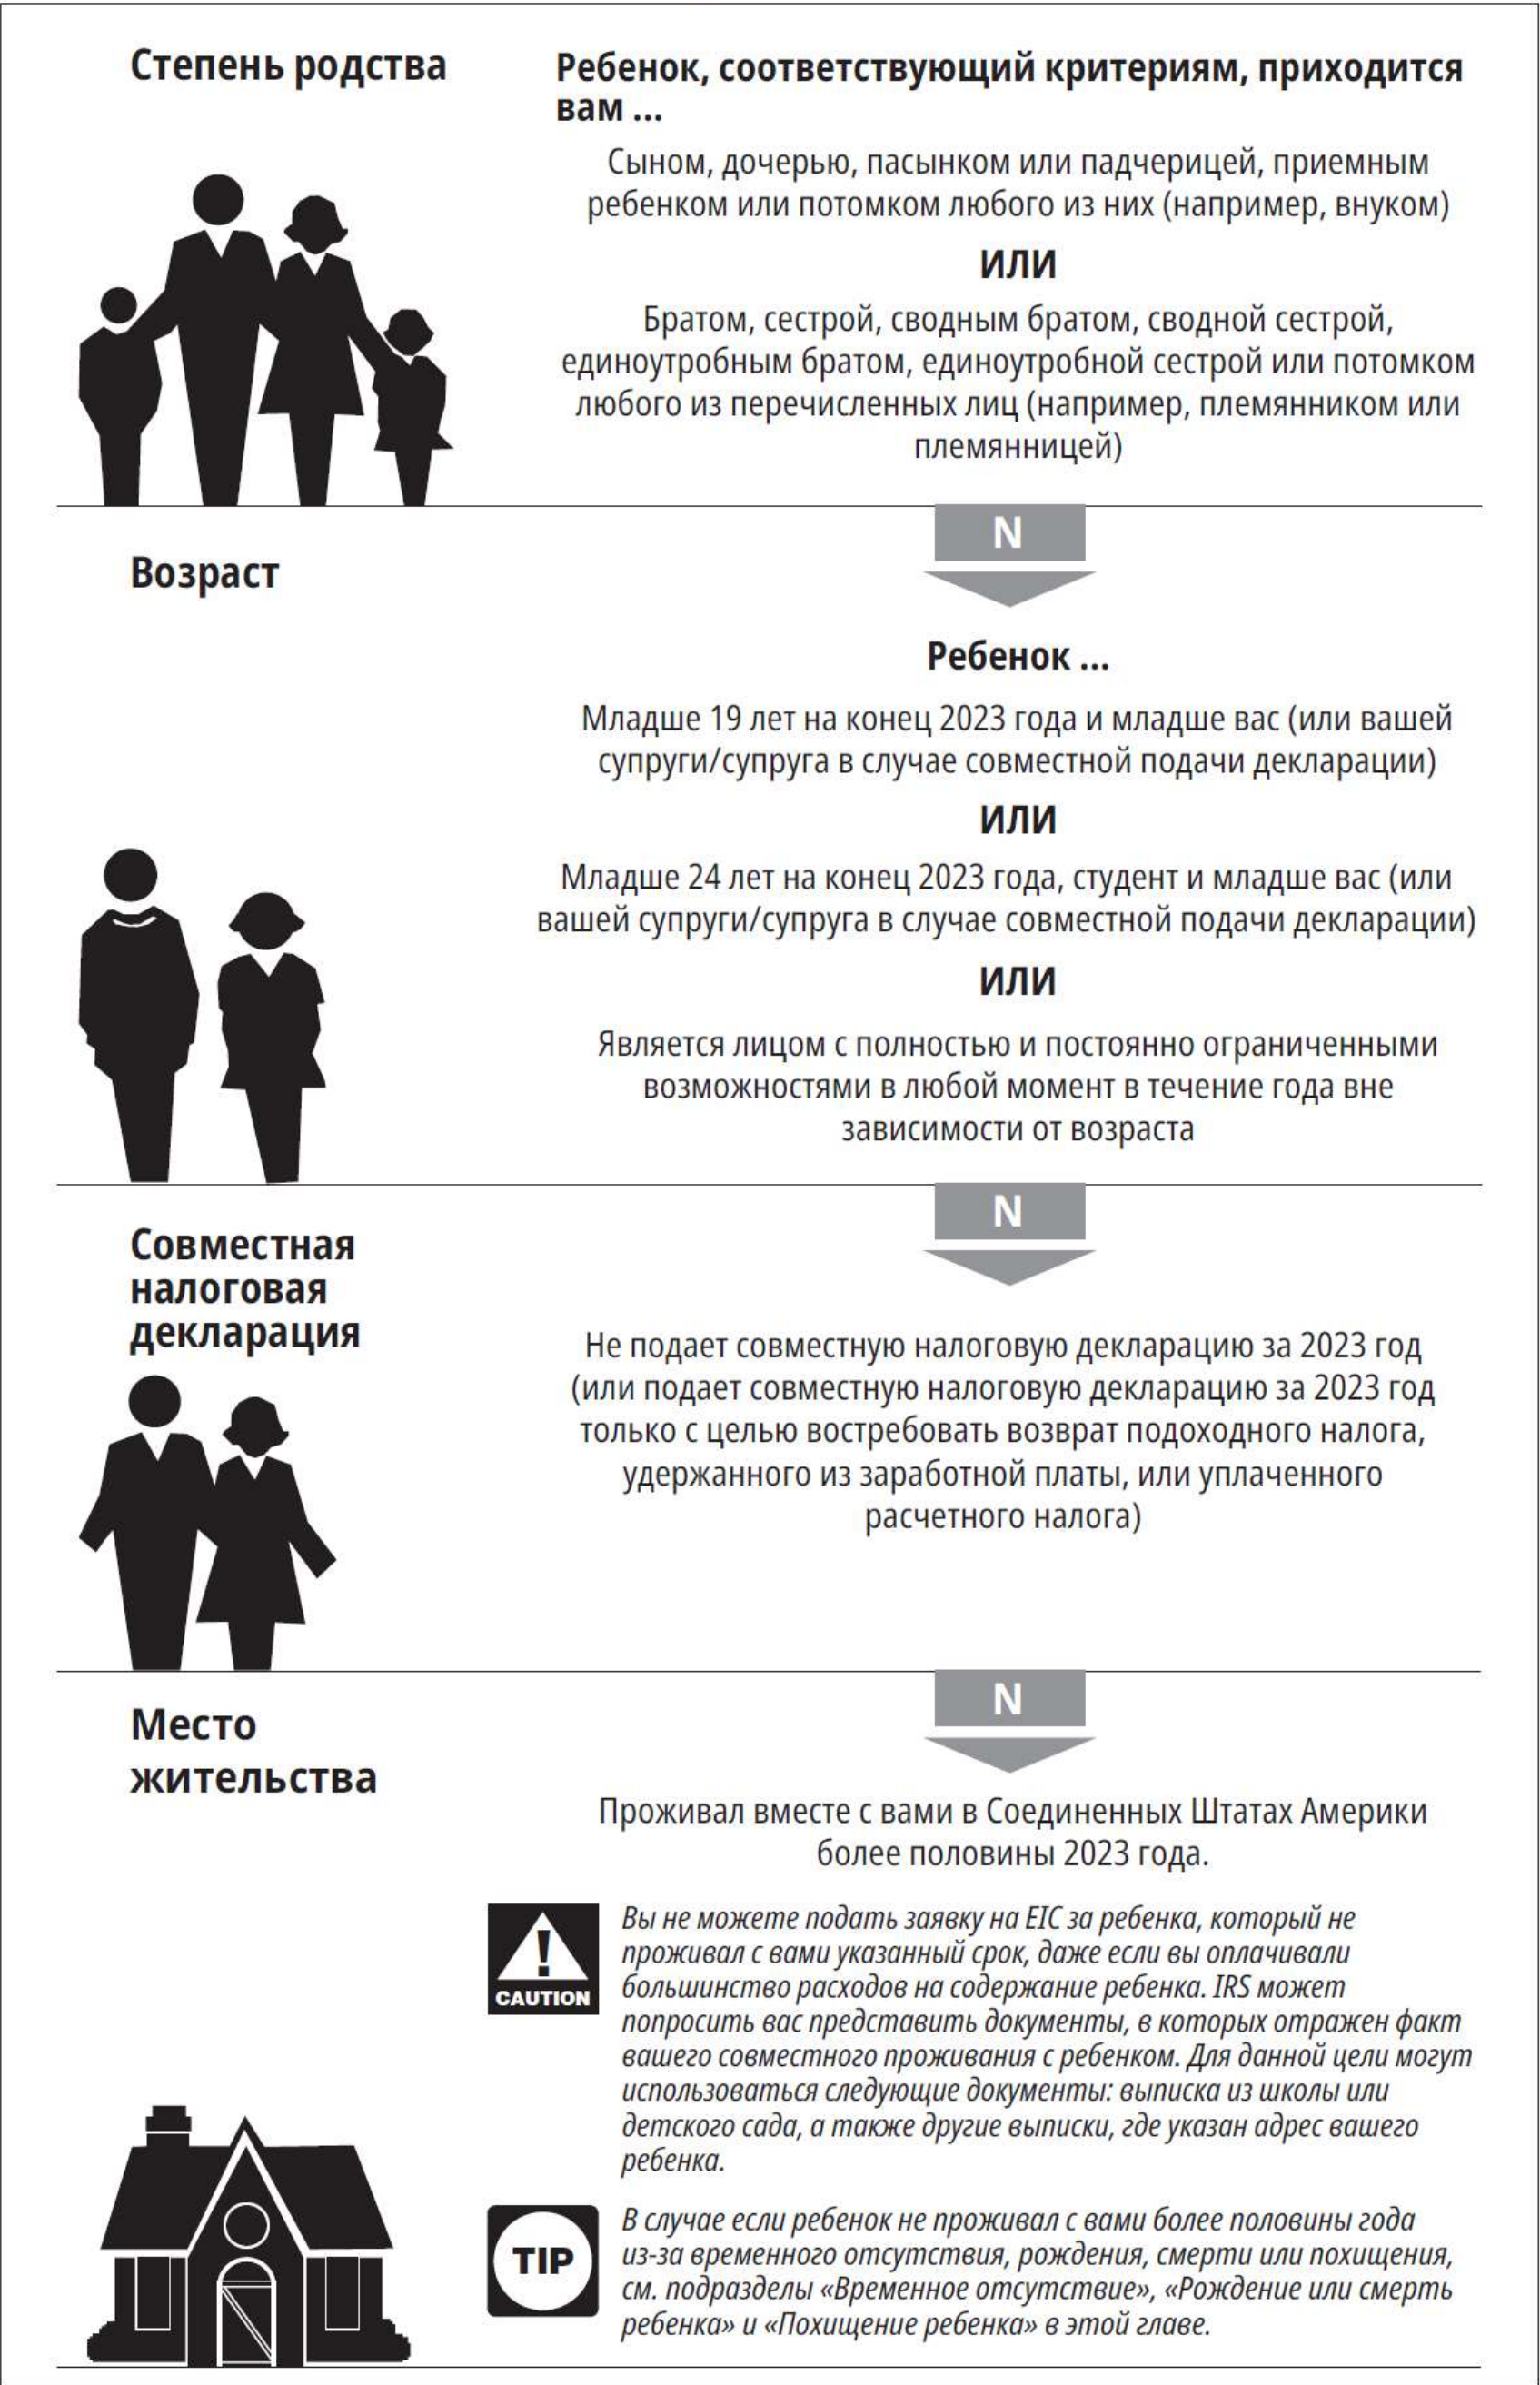 Степень родства
Ребенок, соответствующий критериям, приходится
вам ...
Сыном, дочерью, пасынком или падчерицей, приемным
ребенком или потомком любого из них (например, внуком)
ИЛИ
Братом, сестрой, сводным братом, сводной сестрой,
единоутробным братом, единоутробной сестрой или потомком
любого из перечисленных лиц (например, племянником или
племянницей)
N
Возраст
Ребенок ...
Младше 19 лет на конец 2023 года и младше вас (или вашей
супруги/супруга в случае совместной подачи декларации)
ИЛИ
Младше 24 лет на конец 2023 года, студент и младше вас (или
вашей супруги/супруга в случае совместной подачи декларации)
ИЛИ
Является лицом с полностью и постоянно ограниченными
возможностями в любой момент в течение года вне
зависимости от возраста
N
Совместная
налоговая
декларация
Не подает совместную налоговую декларацию за 2023 год
(или подает совместную налоговую декларацию за 2023 год
только с целью востребовать возврат подоходного налога,
удержанного из заработной платы, или уплаченного
расчетного налога)
N
Место
жительства
Проживал вместе с вами в Соединенных Штатах Америки
более половины 2023 года.
!
CAUTION
Вы не можете подать заявку на EIC за ребенка, который не
проживал с вами указанный срок, даже если вы оплачивали
большинство расходов на содержание ребенка. IRS может
попросить вас представить документы, в которых отражен факт
вашего совместного проживания с ребенком. Для данной цели могут
использоваться следующие документы: выписка из школы или
детского сада, а также другие выписки, где указан адрес вашего
ребенка.
TIP
В случае если ребенок не проживал с вами более половины года
из-за временного отсутствия, рождения, смерти или похищения,
см. подразделы «Временное отсутствие», «Рождение или смерть
ребенка» и «Похищение ребенка» в этой главе.